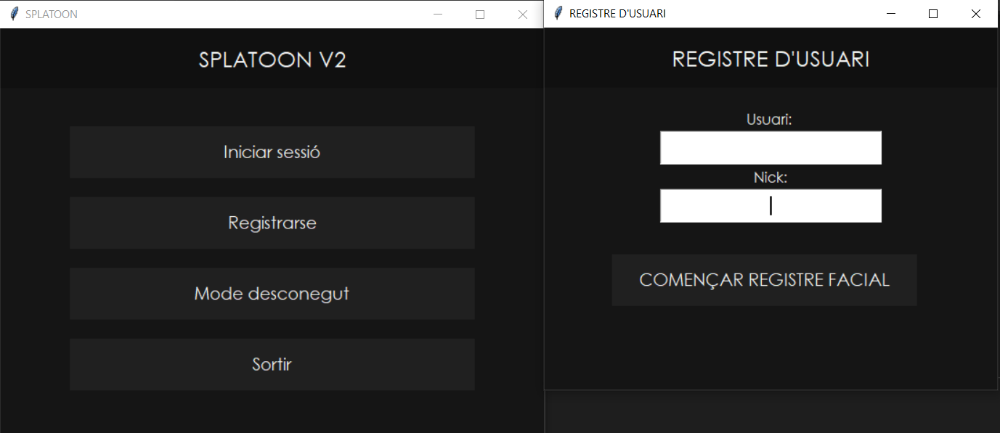 SPLATOON
SPLATOON V2
Iniciar sessió
Registrarse
Mode desconegut
Sortir
REGISTRE D'USUARI
REGISTRE D'USUARI
Usuari:
Nick:
COMENÇAR REGISTRE FACIAL